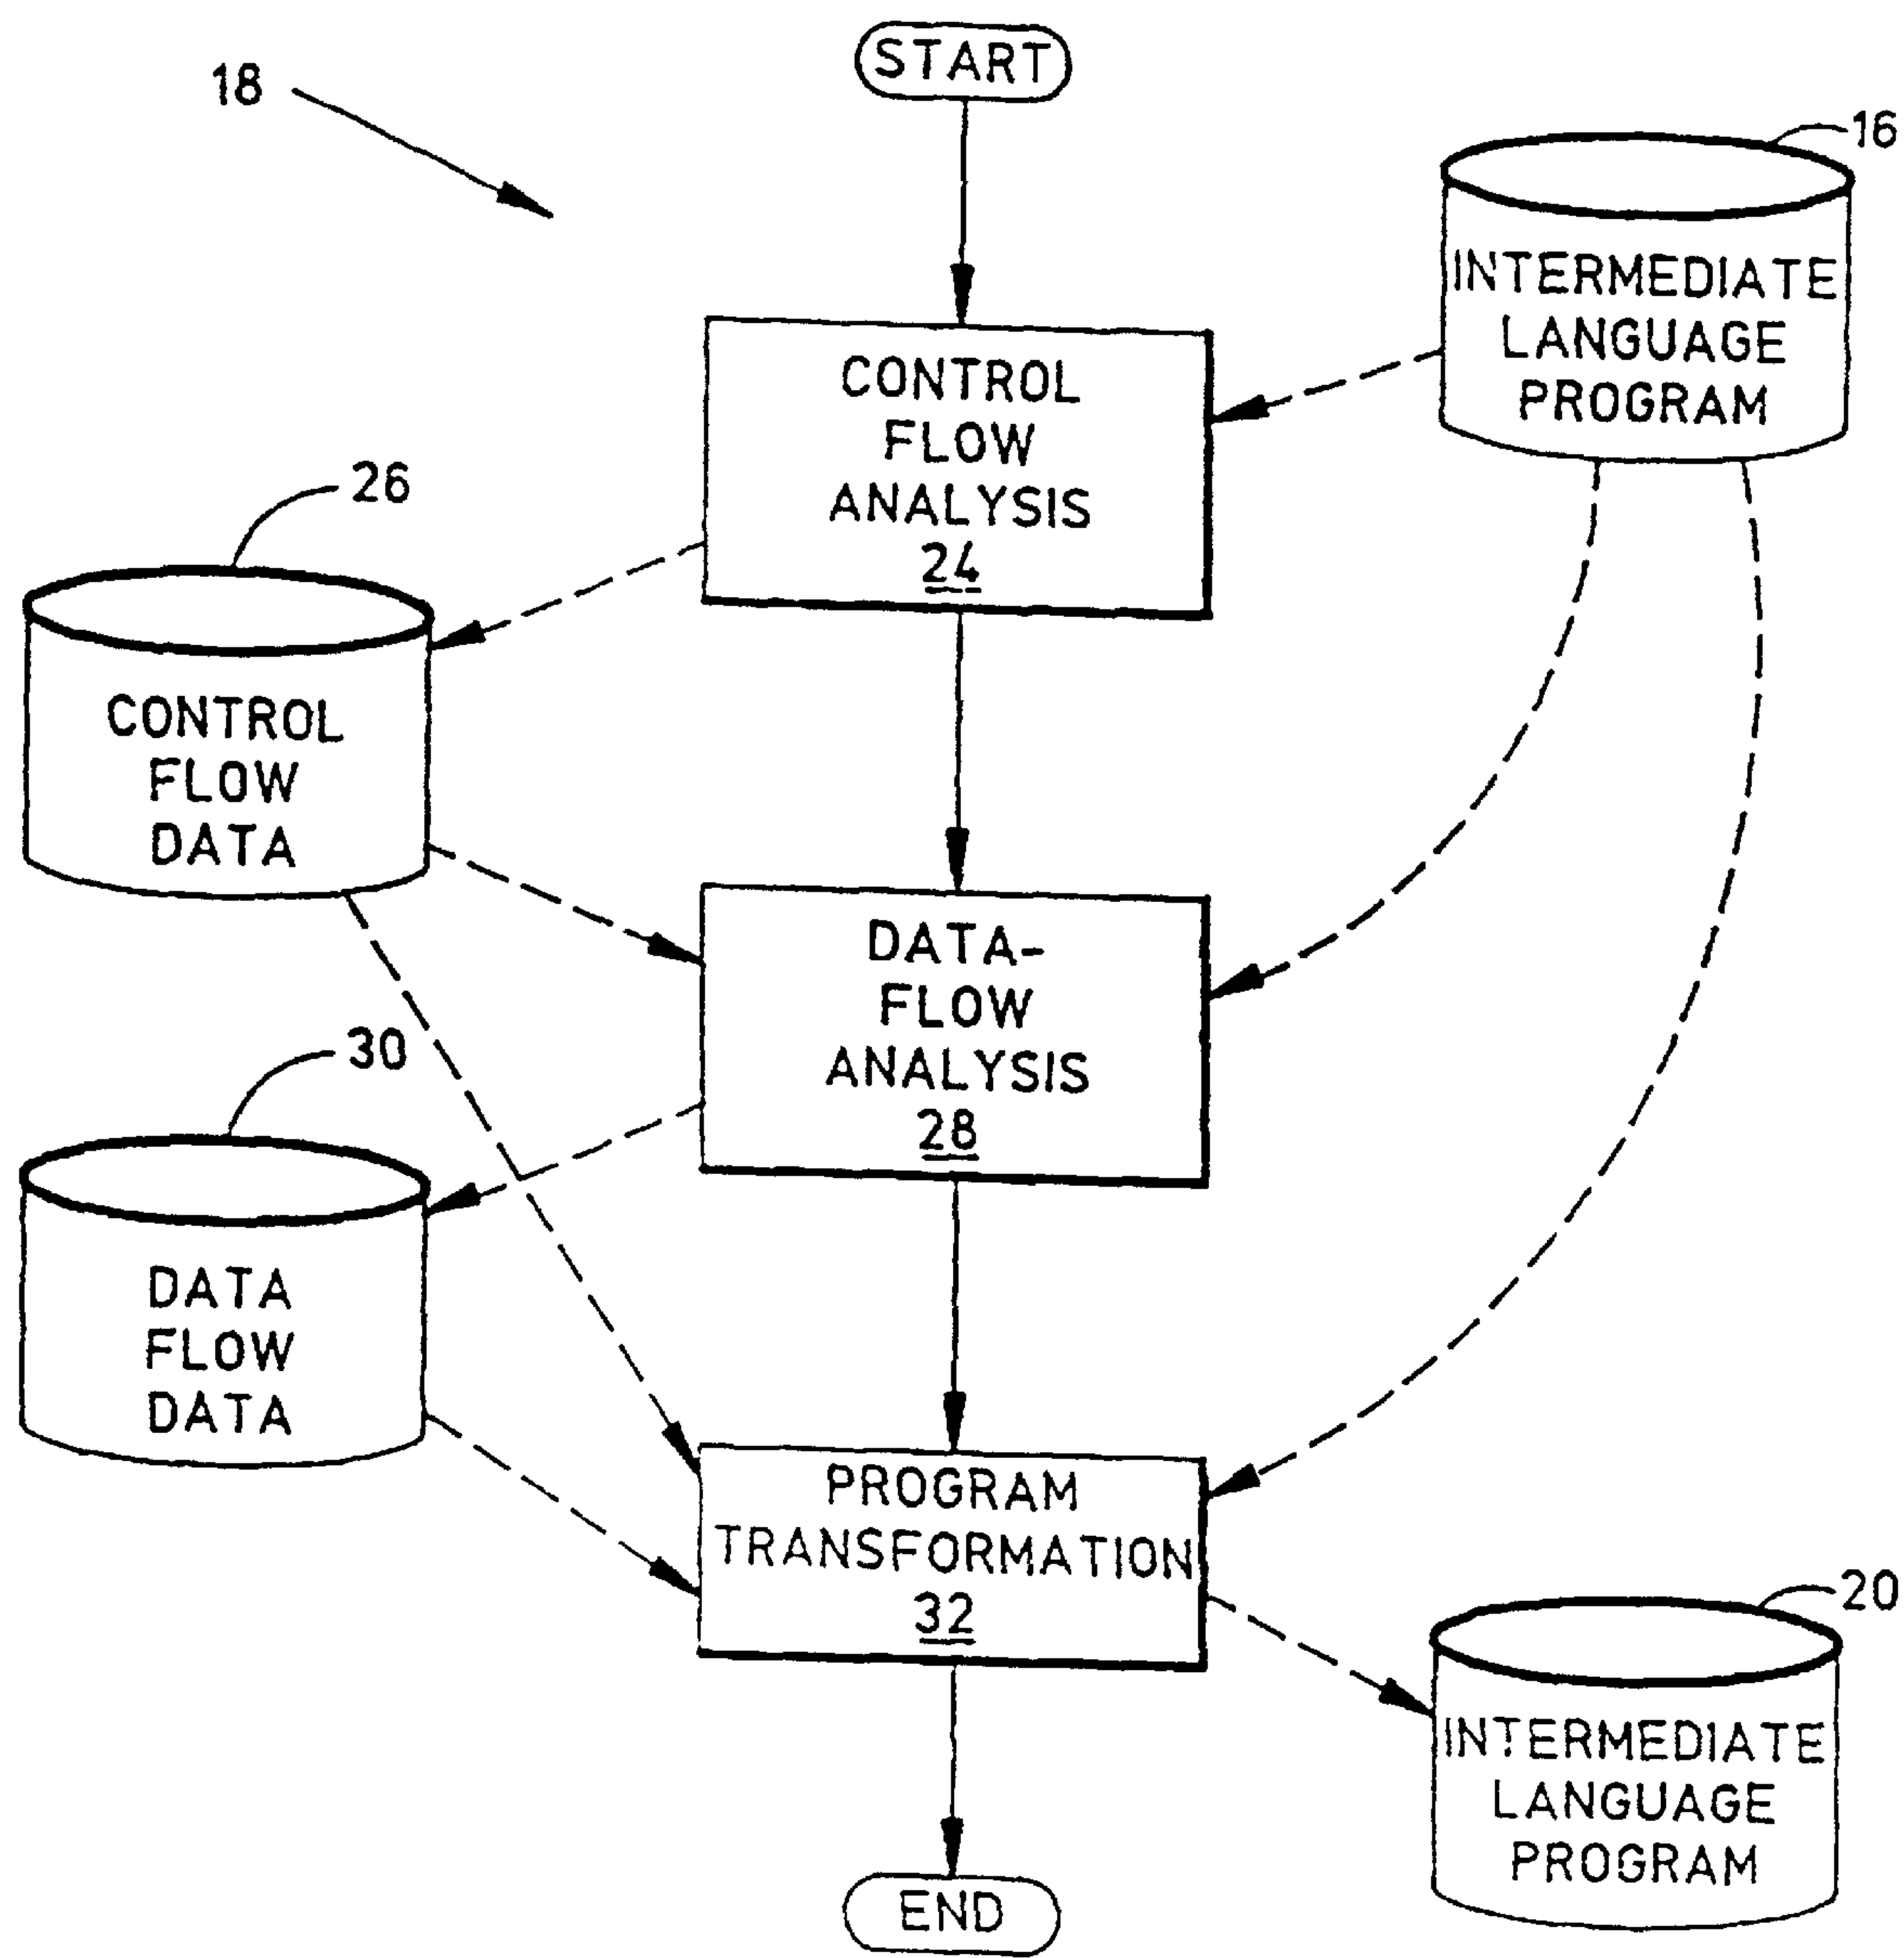 START
18
16
INTERMEDIATE
LANGUAGE
PROGRAM
CONTROL
FLOW
ANALYSIS
24
26
CONTROL
FLOW
DATA
DATA-
FLOW
ANALYSIS
28
30
DATA
FLOW
DATA
PROGRAM
TRANSFORMATION
32
20
INTERMEDIATE
LANGUAGE
PROGRAM
END